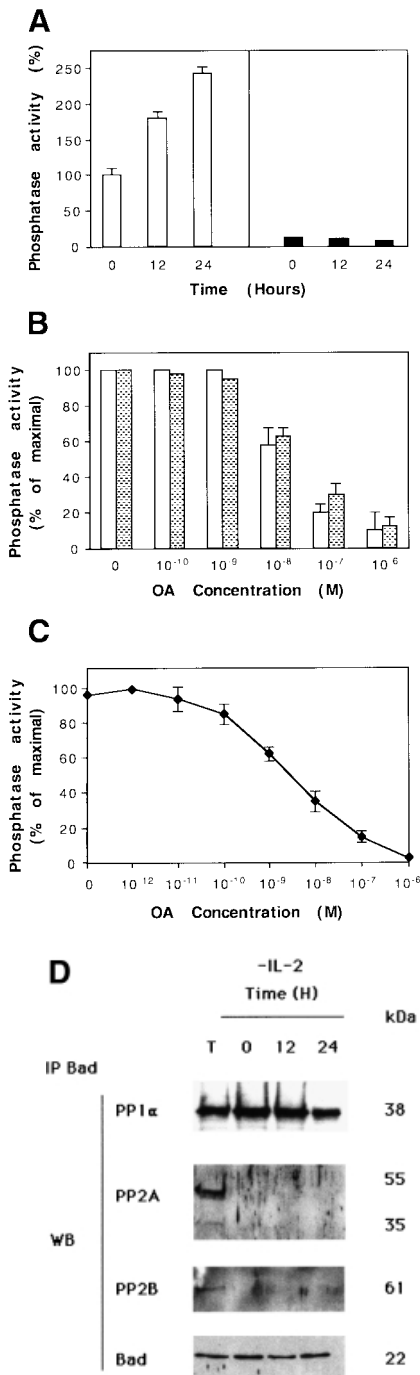 A
Phosphatase activity (%)
250
200
150
100
50
0
0 12 24 0 12 24
Time (Hours)
B
Phosphatase activity
(% of maximal)
100
80
60
40
20
0
0 10⁻¹⁰ 10⁻⁹ 10⁻⁸ 10⁻⁷ 10⁻⁶
OA Concentration (M)
C
Phosphatase activity
(% of maximal)
100
80
60
40
20
0
0 10¹² 10⁻¹¹ 10⁻¹⁰ 10⁻⁹ 10⁻⁸ 10⁻⁷ 10⁻⁶
OA Concentration (M)
D
-IL-2
Time (H)
kDa
T 0 12 24
IP Bad
PP1α 38
PP2A 55
35
WB
PP2B 61
Bad 22